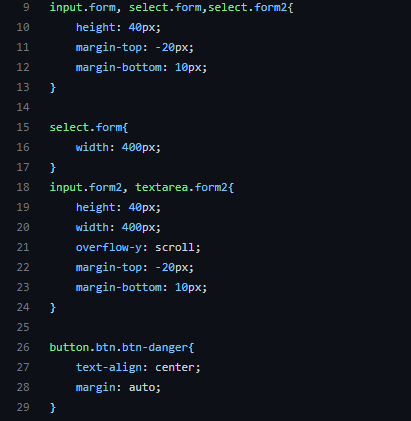 9 input.form, select.form,select.form2{
10 height: 40px;
11 margin-top: -20px;
12 margin-bottom: 10px;
13 }
14
15 select.form{
16 width: 400px;
17 }
18 input.form2, textarea.form2{
19 height: 40px;
20 width: 400px;
21 overflow-y: scroll;
22 margin-top: -20px;
23 margin-bottom: 10px;
24 }
25
26 button.btn.btn-danger{
27 text-align: center;
28 margin: auto;
29 }